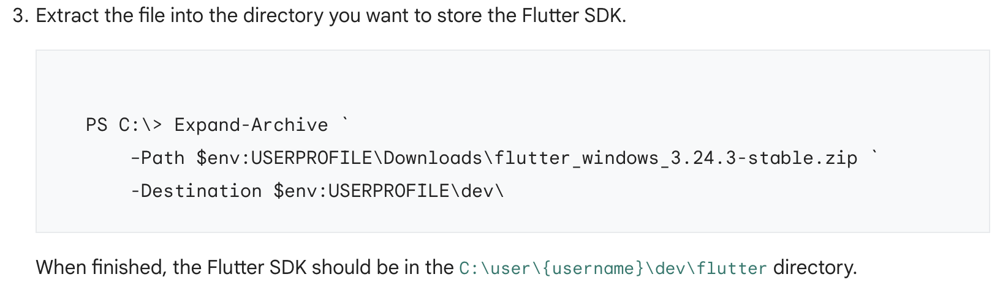 3. Extract the file into the directory you want to store the Flutter SDK.
PS C:\> Expand-Archive `
-Path $env:USERPROFILE\Downloads\flutter_windows_3.24.3-stable.zip `
-Destination $env:USERPROFILE\dev\
When finished, the Flutter SDK should be in the C:\user\{username}\dev\flutter directory.